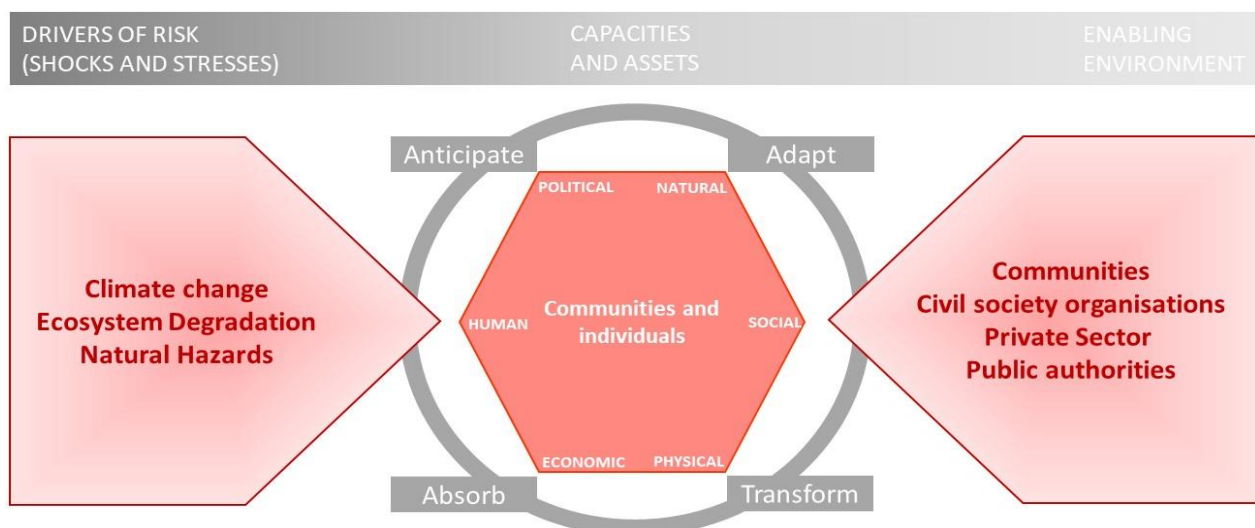 DRIVERS OF RISK
(SHOCKS AND STRESSES)
CAPACITIES
AND ASSETS
ENABLING
ENVIRONMENT
Anticipate
Adapt
POLITICAL
NATURAL
Climate change
Ecosystem Degradation
Natural Hazards
HUMAN
Communities and
individuals
SOCIAL
Communities
Civil society organisations
Private Sector
Public authorities
ECONOMIC
PHYSICAL
Absorb
Transform